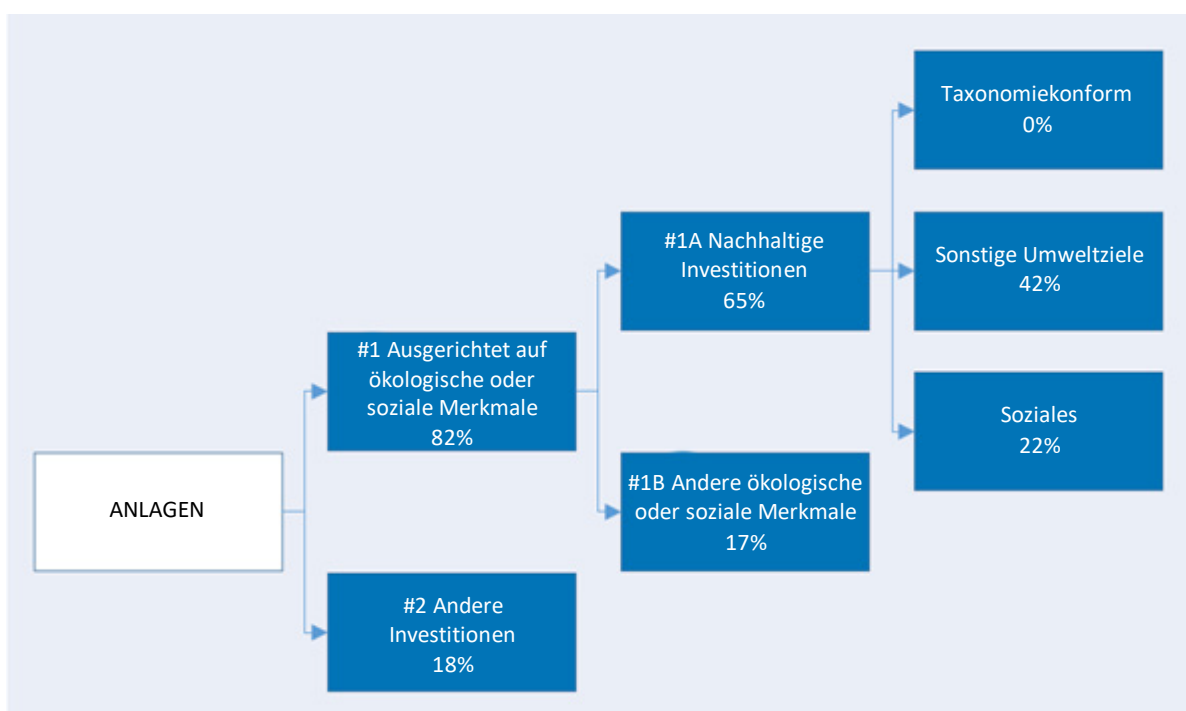 ANLAGEN
#1 Ausgerichtet auf
ökologische oder
soziale Merkmale
82%
#2 Andere
Investitionen
18%
#1A Nachhaltige
Investitionen
65%
#1B Andere ökologische
oder soziale Merkmale
17%
Taxonomiekonform
0%
Sonstige Umweltziele
42%
Soziales
22%